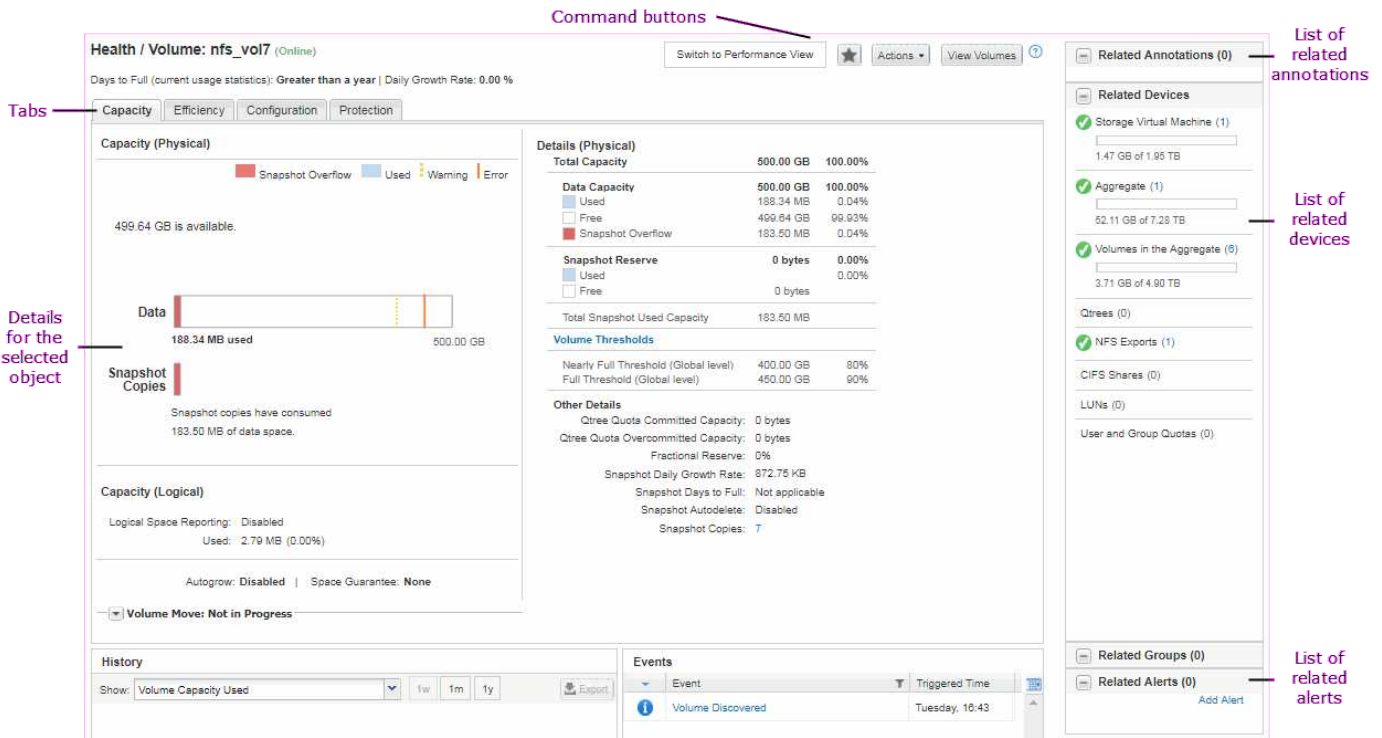 Command buttons
Health / Volume: nfs_vol7 (Online)
Switch to Performance View
Actions
View Volumes
?
Days to Full (current usage statistics): Greater than a year | Daily Growth Rate: 0.00 %
Tabs
Capacity Efficiency Configuration Protection
Capacity (Physical)
Snapshot Overflow Used Warning Error
499.64 GB is available.
Details for the selected object
Data
188.34 MB used
500.00 GB
Snapshot
Copies
Snapshot copies have consumed
183.50 MB of data space.
Capacity (Logical)
Logical Space Reporting: Disabled
Used: 2.79 MB (0.00%)
Autogrow: Disabled | Space Guarantee: None
Volume Move: Not in Progress
Details (Physical)
Total Capacity 500.00 GB 100.00%
Data Capacity 500.00 GB 100.00%
Used 188.34 MB 0.04%
Free 499.64 GB 99.93%
Snapshot Overflow 183.50 MB 0.04%
Snapshot Reserve 0 bytes 0.00%
Used 0.00%
Free 0 bytes
Total Snapshot Used Capacity 183.50 MB
Volume Thresholds
Nearly Full Threshold (Global level) 400.00 GB 80%
Full Threshold (Global level) 450.00 GB 90%
Other Details
Qtree Quota Committed Capacity: 0 bytes
Qtree Quota Overcommitted Capacity: 0 bytes
Fractional Reserve: 0%
Snapshot Daily Growth Rate: 872.75 KB
Snapshot Days to Full: Not applicable
Snapshot Autodelete: Disabled
Snapshot Copies: 7
History
Show: Volume Capacity Used
1w 1m 1y
Export
Events
Event Triggered Time
Volume Discovered Tuesday, 16:43
Related Annotations (0)
List of
related
annotations
Related Devices
Storage Virtual Machine (1)
1.47 GB of 1.95 TB
Aggregate (1)
52.11 GB of 7.28 TB
List of
related
devices
Volumes in the Aggregate (6)
3.71 GB of 4.90 TB
Qtrees (0)
NFS Exports (1)
CIFS Shares (0)
LUNs (0)
User and Group Quotas (0)
Related Groups (0)
Related Alerts (0)
Add Alert
List of
related
alerts